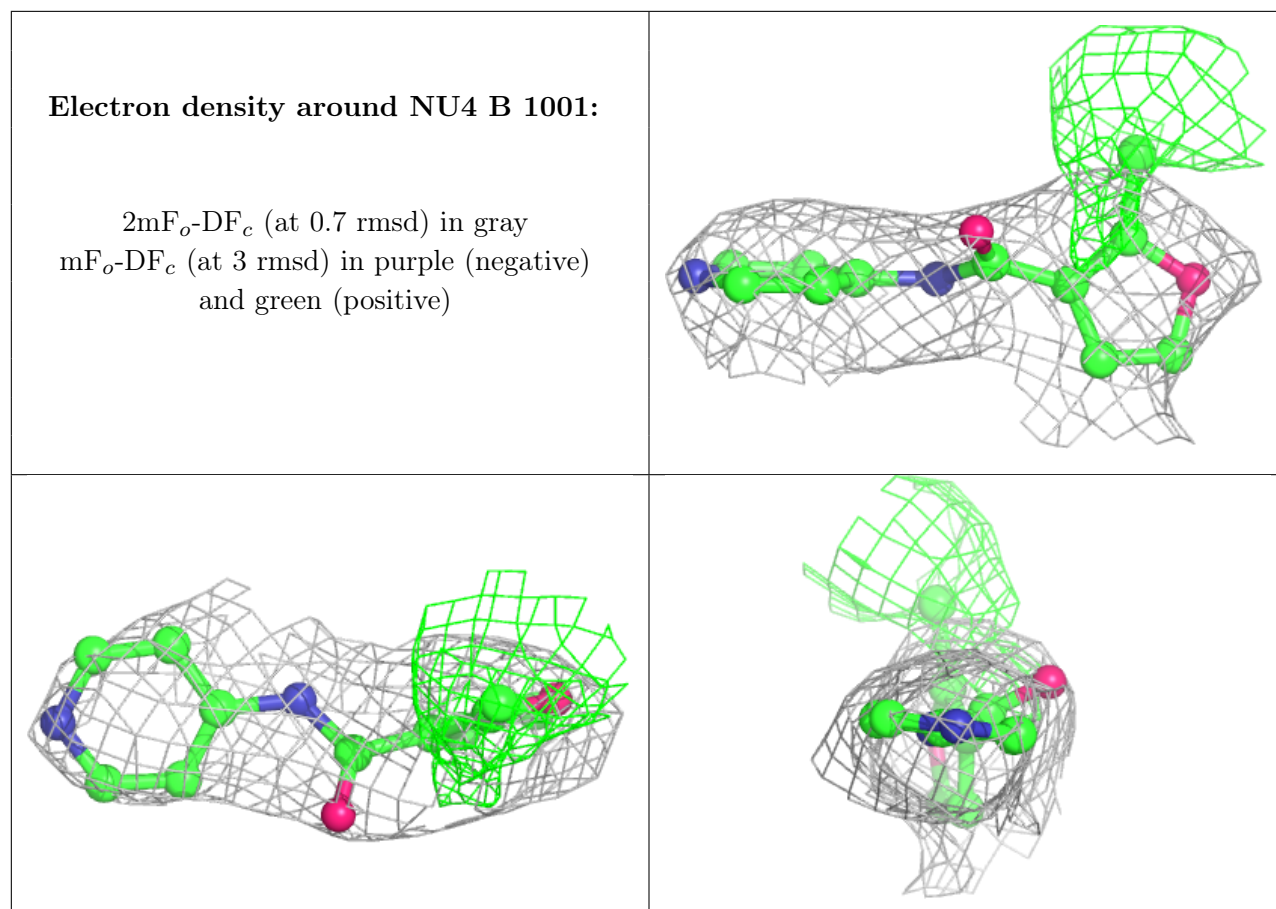 Electron density around NU4 B 1001:
2mFo-DFc (at 0.7 rmsd) in gray
mFo-DFc (at 3 rmsd) in purple (negative)
and green (positive)